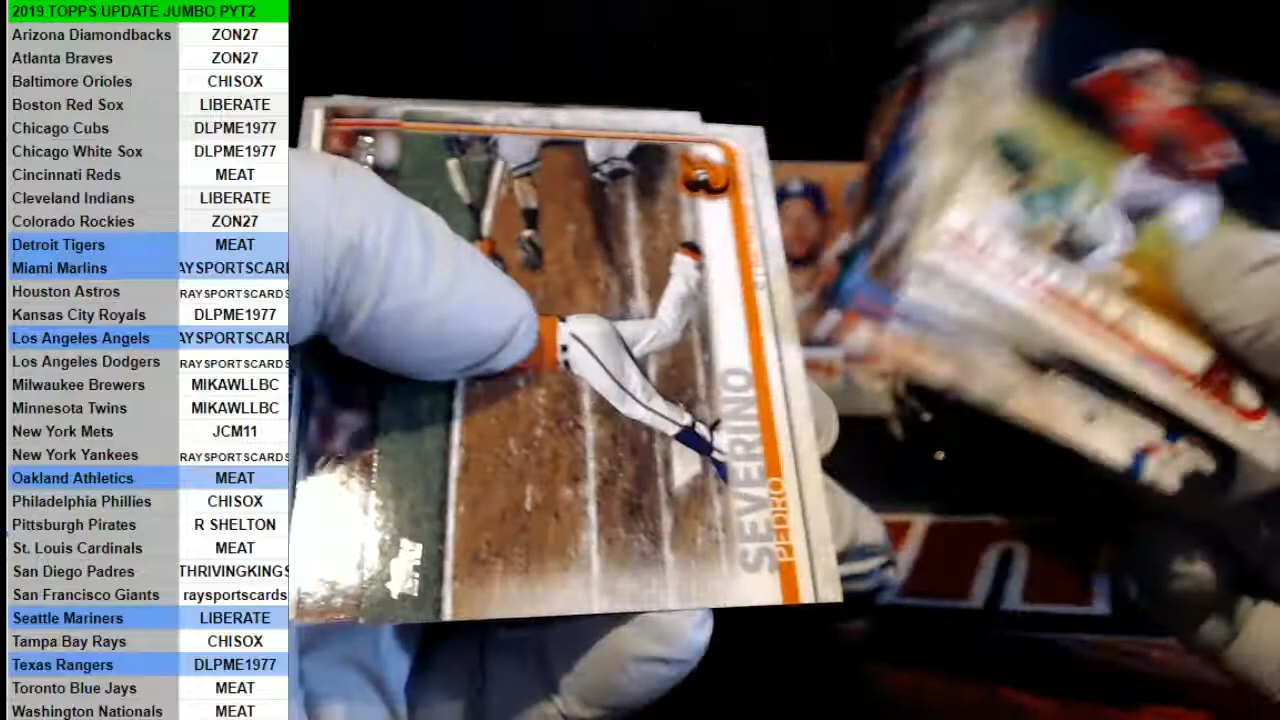 2019 TOPPS UPDATE JUMBO PYT2
Arizona Diamondbacks ZON27
Atlanta Braves ZON27
Baltimore Orioles CHISOX
Boston Red Sox LIBERATE
Chicago Cubs DLPME1977
Chicago White Sox DLPME1977
Cincinnati Reds MEAT
Cleveland Indians LIBERATE
Colorado Rockies ZON27
Detroit Tigers MEAT
Miami Marlins AYSPORTSCARD
Houston Astros RAYSPORTSCARDS
Kansas City Royals DLPME1977
Los Angeles Angels AYSPORTSCARD
Los Angeles Dodgers RAYSPORTSCARDS
Milwaukee Brewers MIKAWLLBC
Minnesota Twins MIKAWLLBC
New York Mets JCM11
New York Yankees RAYSPORTSCARDS
Oakland Athletics MEAT
Philadelphia Phillies CHISOX
Pittsburgh Pirates R SHELTON
St. Louis Cardinals MEAT
San Diego Padres THRIVINGKINGS
San Francisco Giants raysportscards
Seattle Mariners LIBERATE
Tampa Bay Rays CHISOX
Texas Rangers DLPME1977
Toronto Blue Jays MEAT
Washington Nationals MEAT
PEDRO
SEVERINO